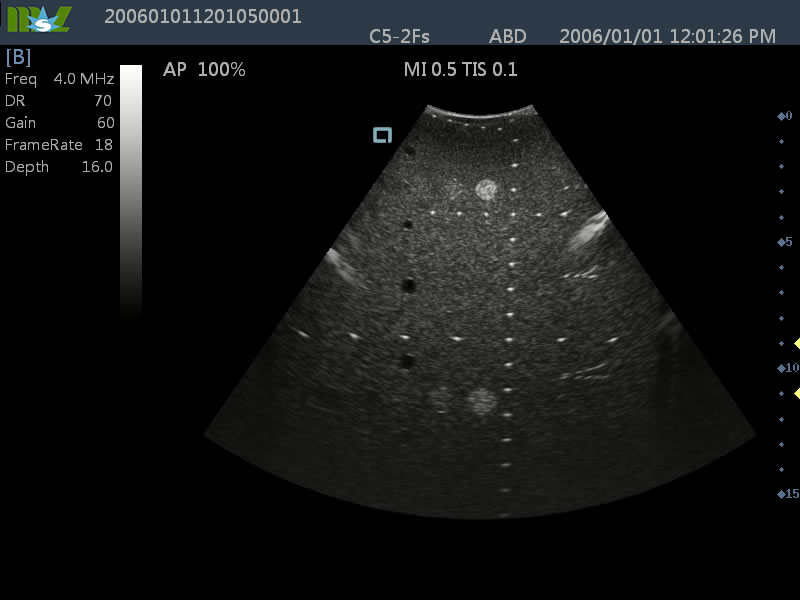 MSL
200601011201050001
C5-2Fs ABD 2006/01/01 12:01:26 PM
[B]
AP 100% MI 0.5 TIS 0.1
Freq 4.0 MHz
DR 70
Gain 60
FrameRate 18
Depth 16.0
0
5
10
15